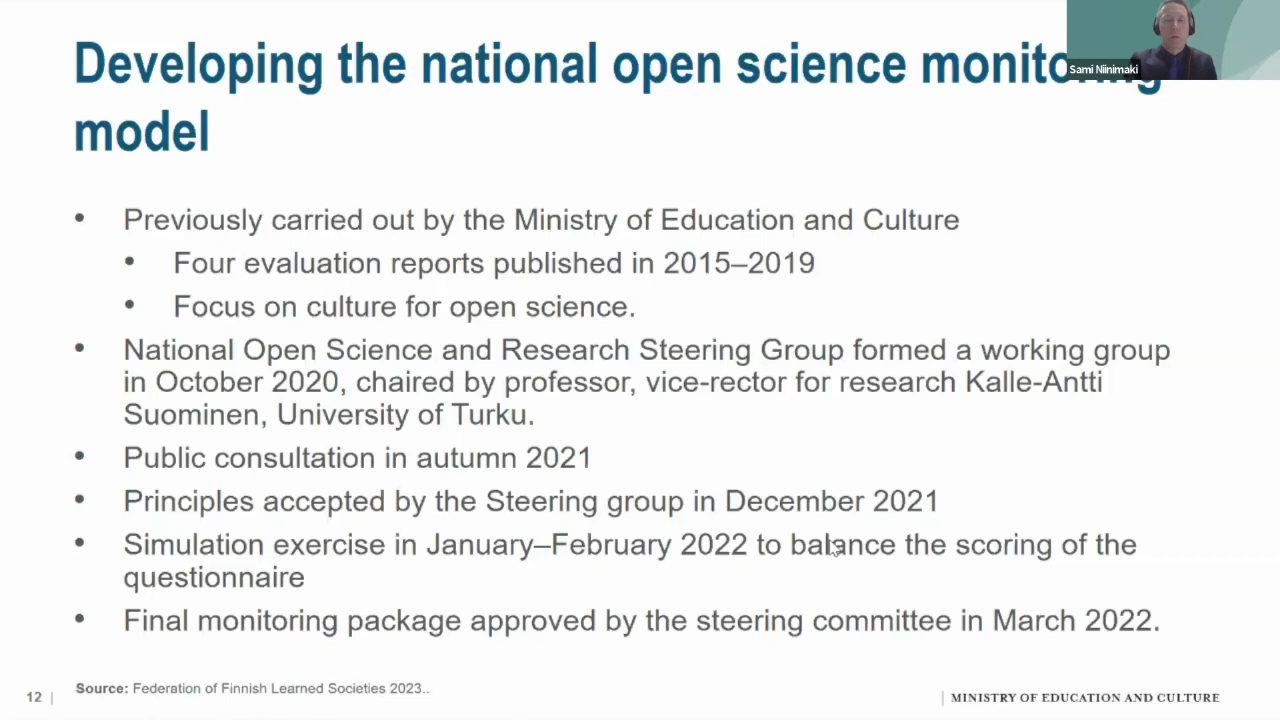 Developing the national open science monitoring
model
Sami Niinimaki
• Previously carried out by the Ministry of Education and Culture
• Four evaluation reports published in 2015–2019
• Focus on culture for open science.
• National Open Science and Research Steering Group formed a working group
in October 2020, chaired by professor, vice-rector for research Kalle-Antti
Suominen, University of Turku.
• Public consultation in autumn 2021
• Principles accepted by the Steering group in December 2021
• Simulation exercise in January–February 2022 to balance the scoring of the
questionnaire
• Final monitoring package approved by the steering committee in March 2022.
12 |
Source: Federation of Finnish Learned Societies 2023..
| MINISTRY OF EDUCATION AND CULTURE